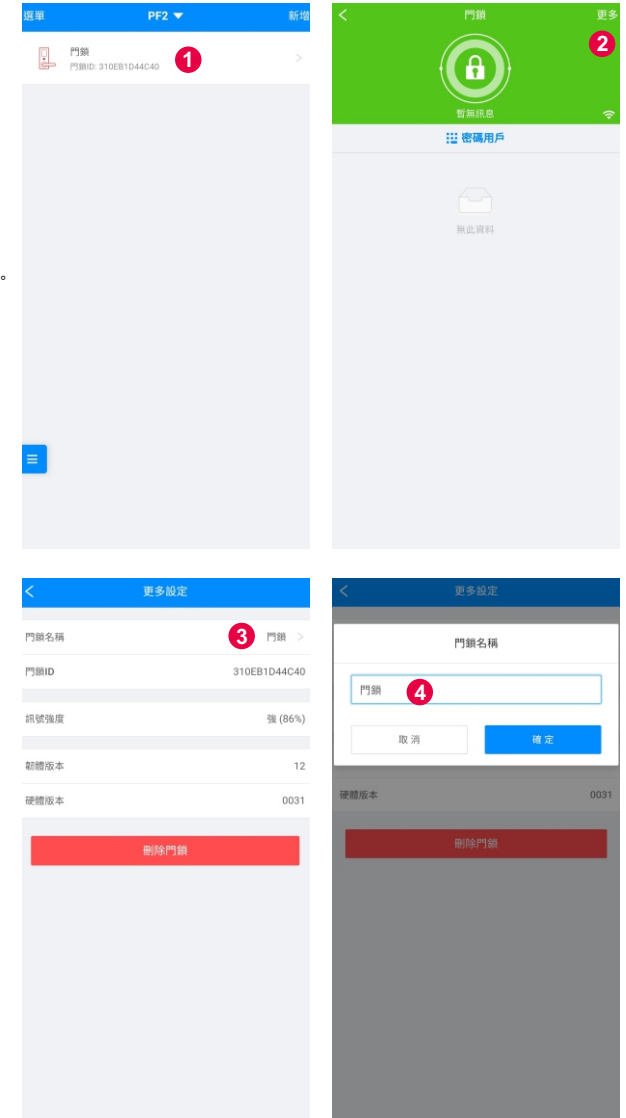 選單 PF2 新增
門鎖
門鎖ID: 310EB1D44C40
1
。
門鎖 更多
2
暫無訊息
密碼用戶
無此資料
更多設定
門鎖名稱 3 門鎖
門鎖ID 310EB1D44C40
訊號強度 強 (86%)
韌體版本 12
硬體版本 0031
刪除門鎖
更多設定
門鎖名稱
門鎖 4
取消 確定
硬體版本 0031
刪除門鎖